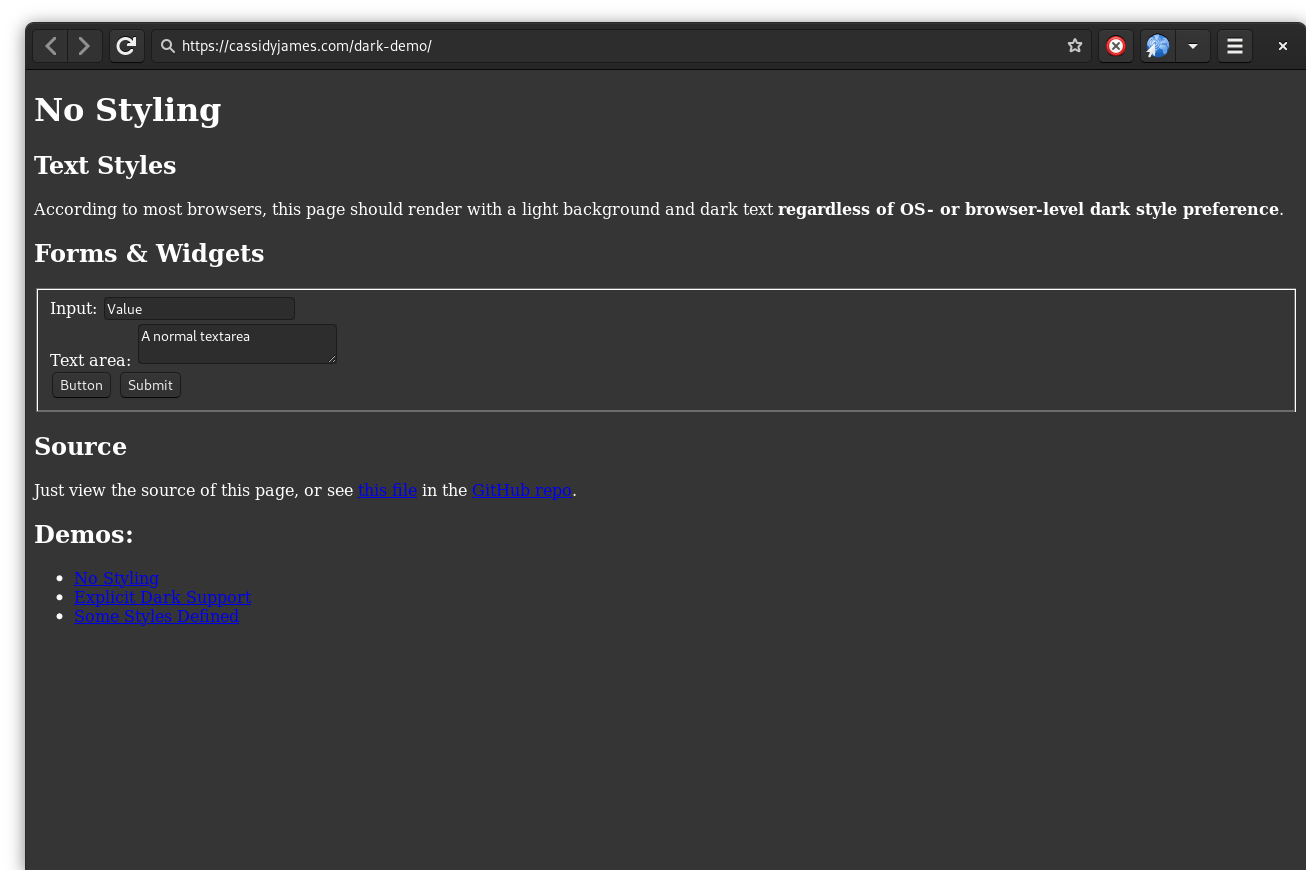 https://cassidyjames.com/dark-demo/
No Styling
Text Styles
According to most browsers, this page should render with a light background and dark text regardless of OS- or browser-level dark style preference.
Forms & Widgets
Input: Value
A normal textarea
Text area:
Button Submit
Source
Just view the source of this page, or see this file in the GitHub repo.
Demos:
• No Styling
• Explicit Dark Support
• Some Styles Defined